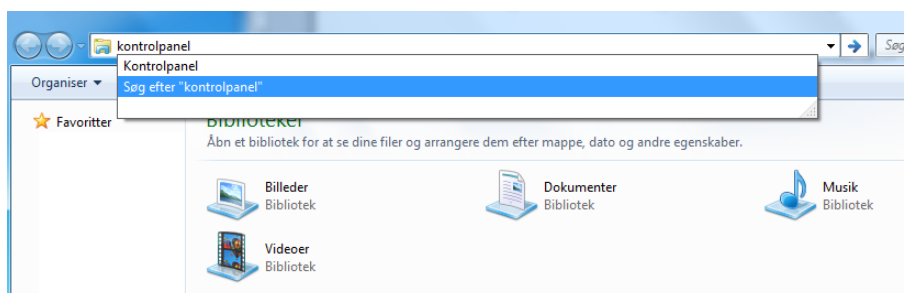 kontrolpanel
Søg
Kontrolpanel
Organiser
Søg efter "kontrolpanel"
Favoritter
Biblioteker
Åbn et bibliotek for at se dine filer og arrangere dem efter mappe, dato og andre egenskaber.
Billeder
Bibliotek
Dokumenter
Bibliotek
Musik
Bibliotek
Videoer
Bibliotek